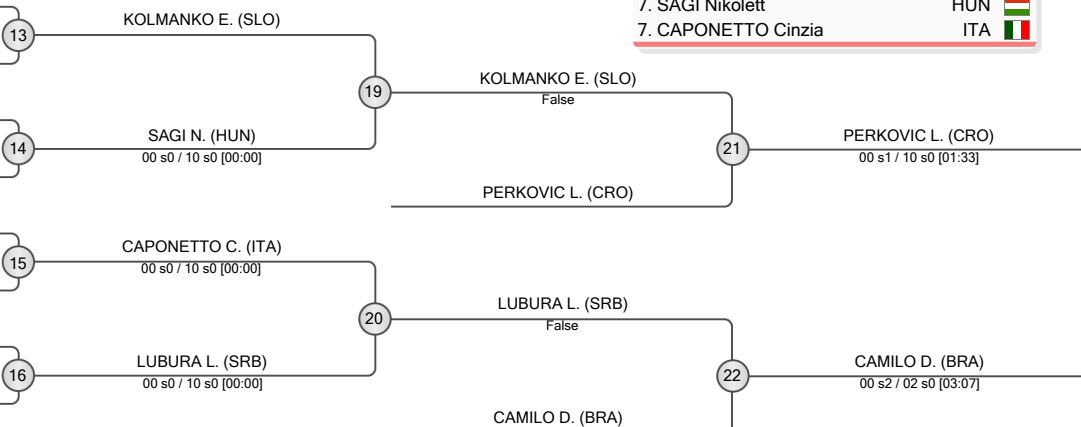 7. SAGI Nikolett HUN
7. CAPONETTO Cinzia ITA
13
KOLMANKO E. (SLO)
19
KOLMANKO E. (SLO)
False
14
SAGI N. (HUN)
00 s0 / 10 s0 [00:00]
21
PERKOVIC L. (CRO)
00 s1 / 10 s0 [01:33]
PERKOVIC L. (CRO)
15
CAPONETTO C. (ITA)
00 s0 / 10 s0 [00:00]
20
LUBURA L. (SRB)
False
16
LUBURA L. (SRB)
00 s0 / 10 s0 [00:00]
22
CAMILO D. (BRA)
00 s2 / 02 s0 [03:07]
CAMILO D. (BRA)